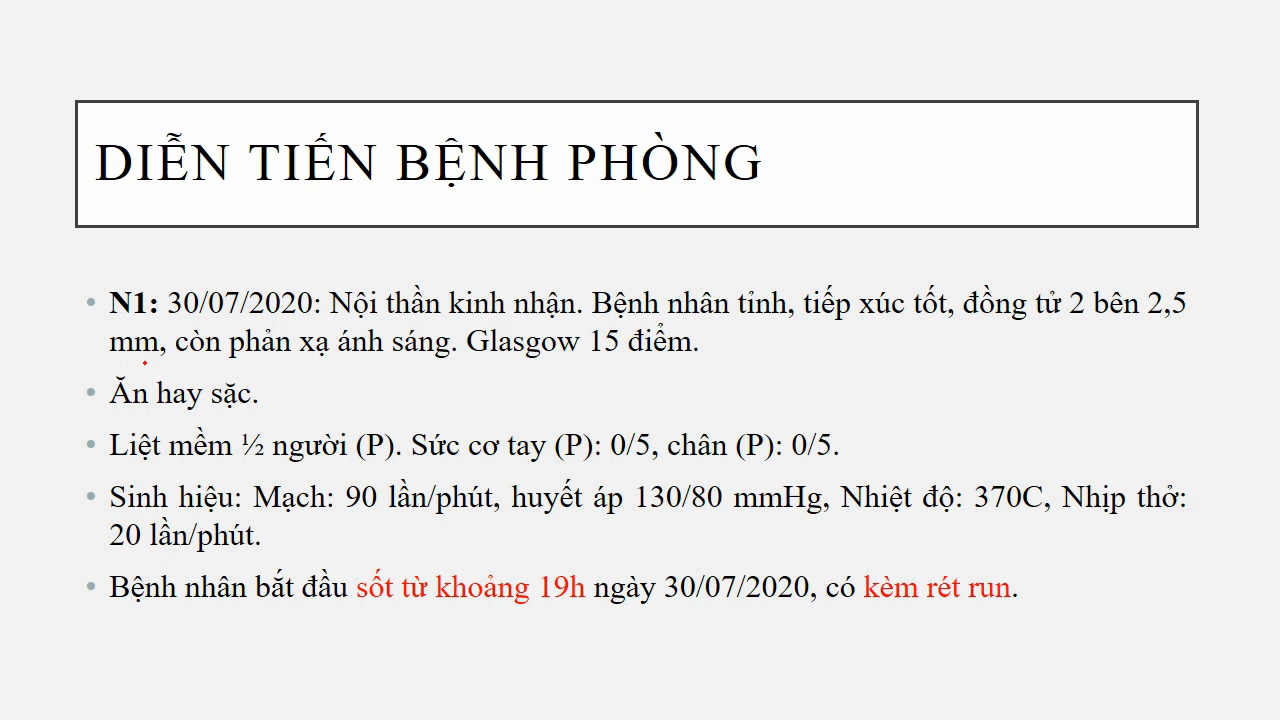 DIỄN TIẾN BỆNH PHÒNG
• N1: 30/07/2020: Nội thần kinh nhận. Bệnh nhân tỉnh, tiếp xúc tốt, đồng tử 2 bên 2,5
mm, còn phản xạ ánh sáng. Glasgow 15 điểm.
• Ăn hay sặc.
• Liệt mềm ½ người (P). Sức cơ tay (P): 0/5, chân (P): 0/5.
• Sinh hiệu: Mạch: 90 lần/phút, huyết áp 130/80 mmHg, Nhiệt độ: 370C, Nhịp thở:
20 lần/phút.
• Bệnh nhân bắt đầu sốt từ khoảng 19h ngày 30/07/2020, có kèm rét run.